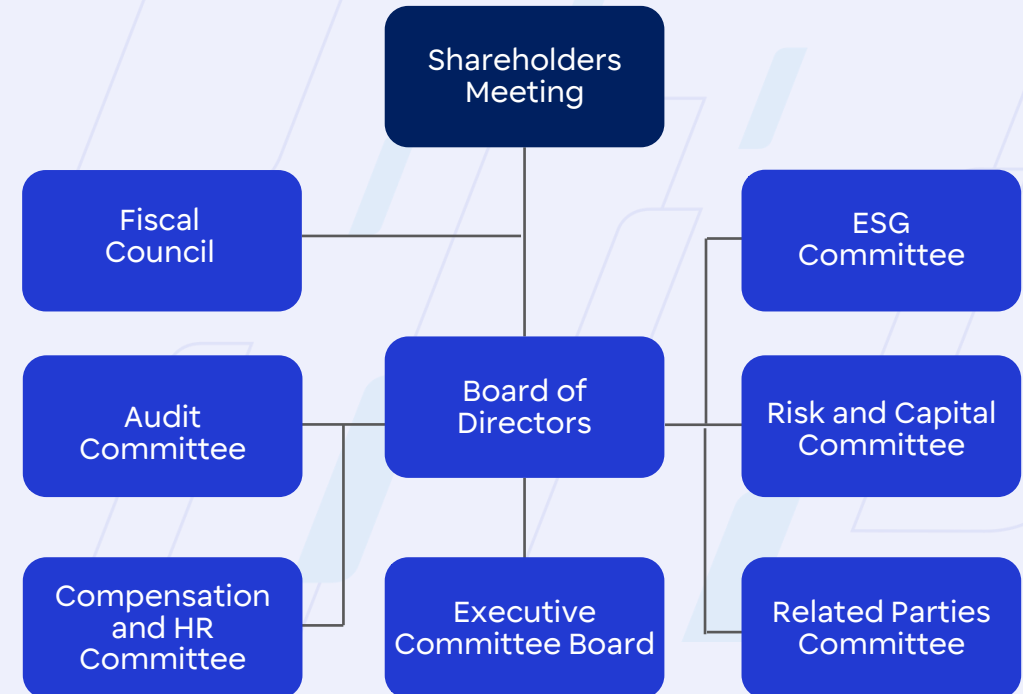 Shareholders
Meeting
Fiscal
Council
ESG
Committee
Audit
Committee
Board of
Directors
Risk and Capital
Committee
Compensation
and HR
Committee
Executive
Committee Board
Related Parties
Committee